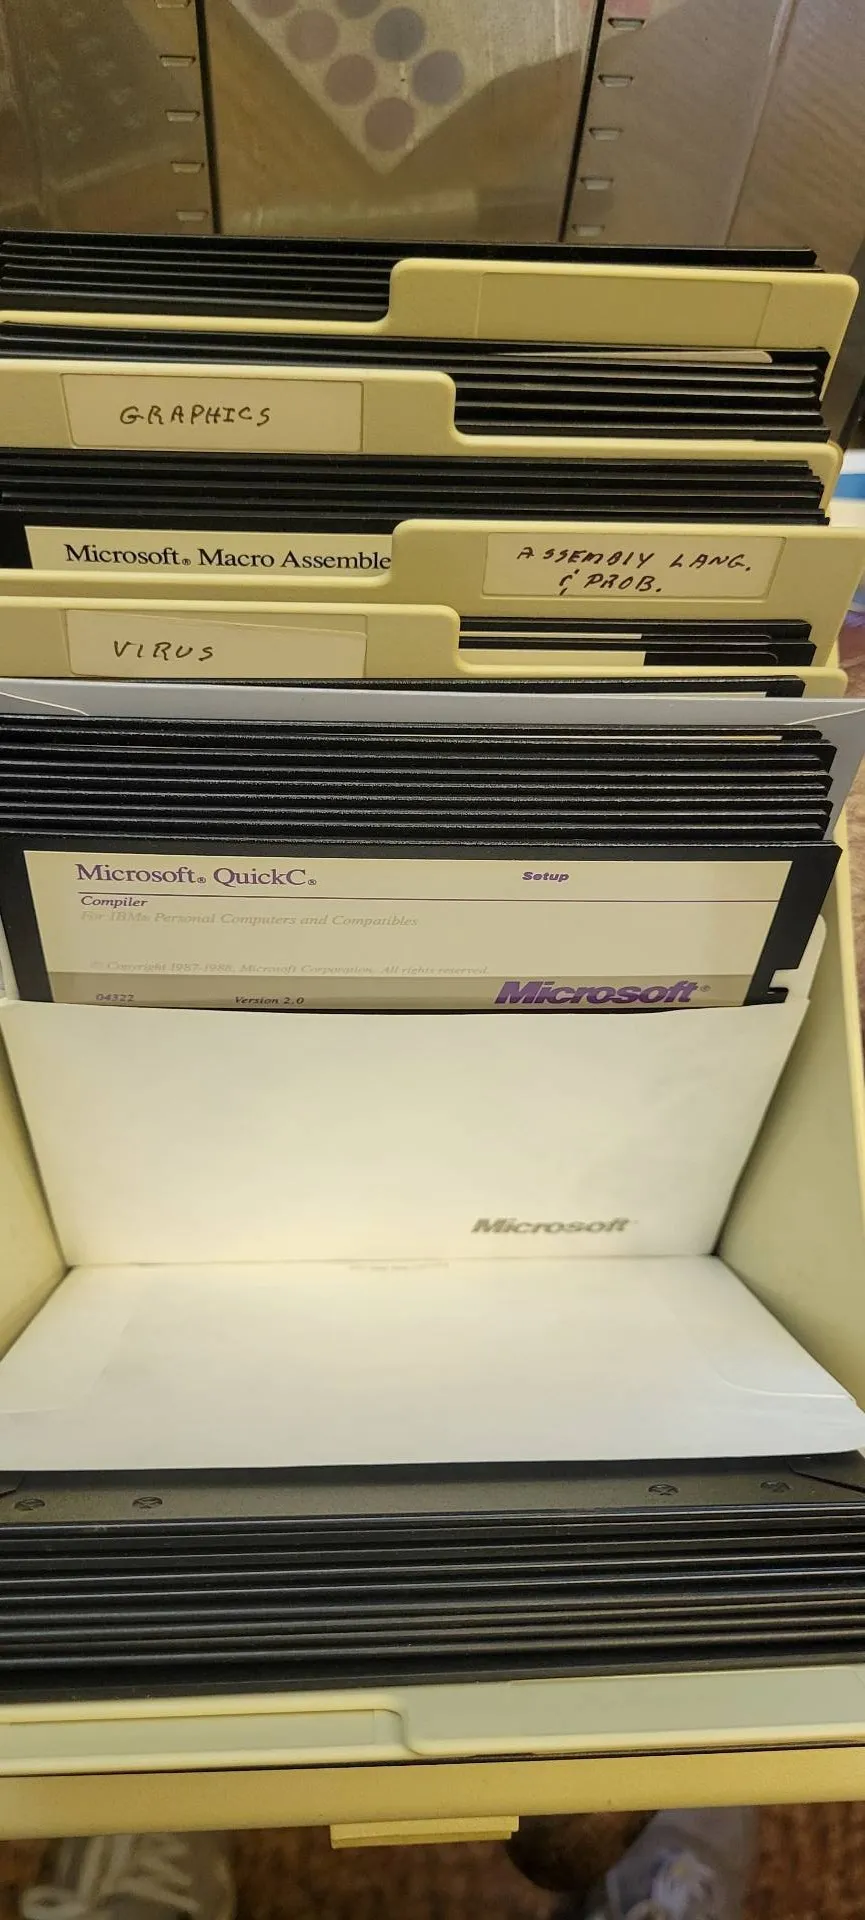 GRAPHICS
Microsoft® Macro Assemble
ASSEMBLY LANG.
& PROB.
VIRUS
Microsoft® QuickC®
Setup
Compiler
For IBM® Personal Computers and Compatibles
© Copyright 1987-1988, Microsoft Corporation. All rights reserved.
04322
Version 2.0
Microsoft®
Microsoft